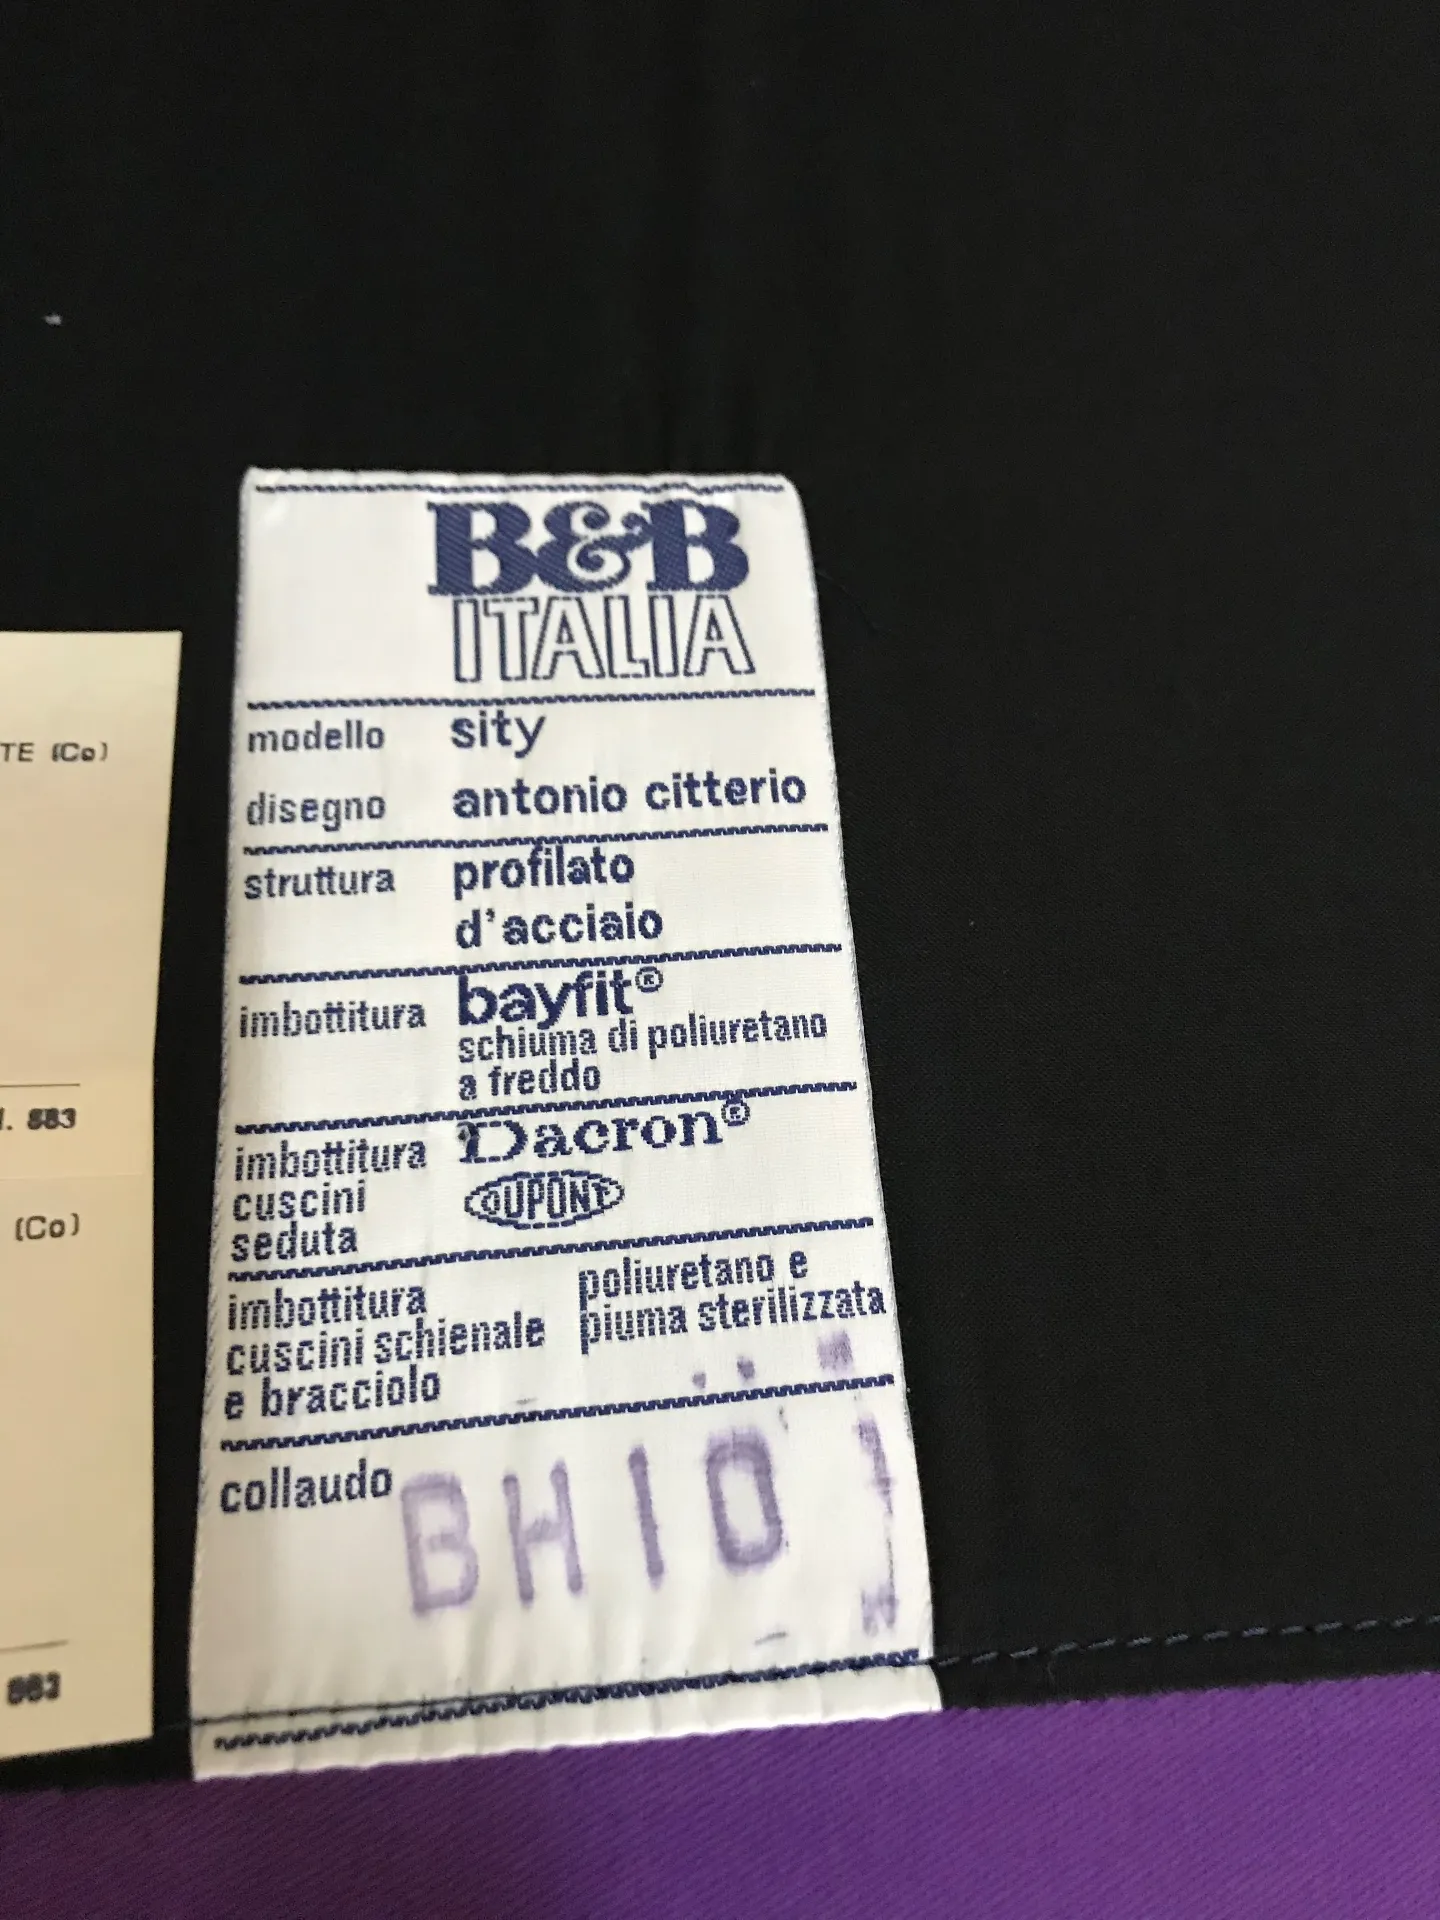 B&B
ITALIA
modello sity
disegno antonio citterio
struttura profilato
d'acciaio
imbottitura bayfit®
schiuma di poliuretano
a freddo
imbottitura Dacron®
cuscini DUPONT
seduta
imbottitura poliuretano e
cuscini schienale piuma sterilizzata
e bracciolo
collaudo BH10
TE (Co)
883
(Co)
883